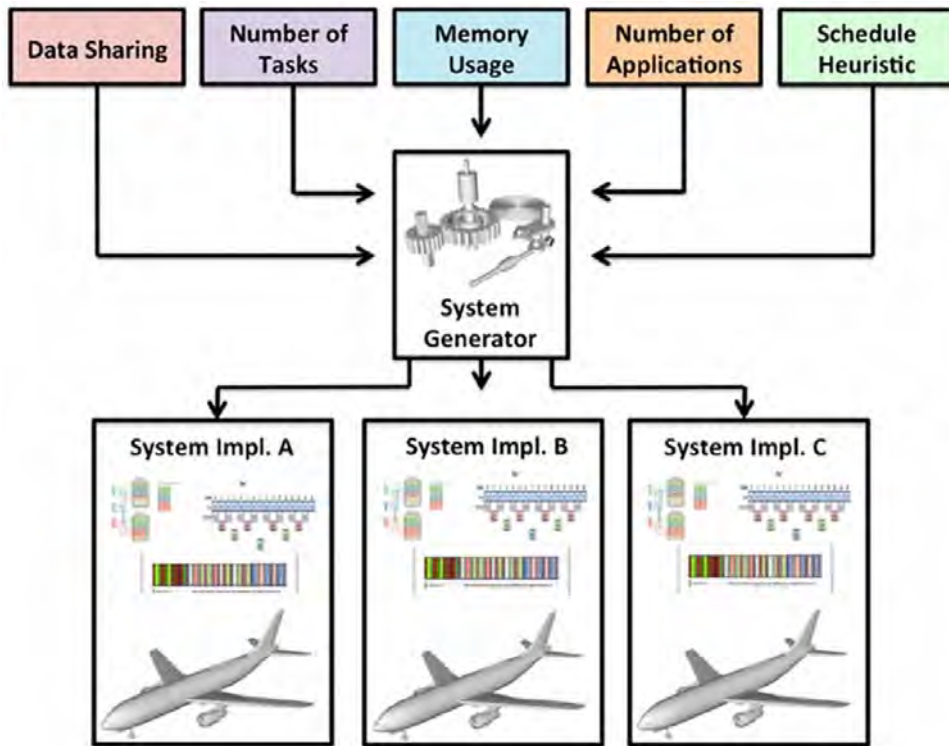 Data Sharing
Number of
Tasks
Memory
Usage
Number of
Applications
Schedule
Heuristic
System
Generator
System Impl. A
System Impl. B
System Impl. C